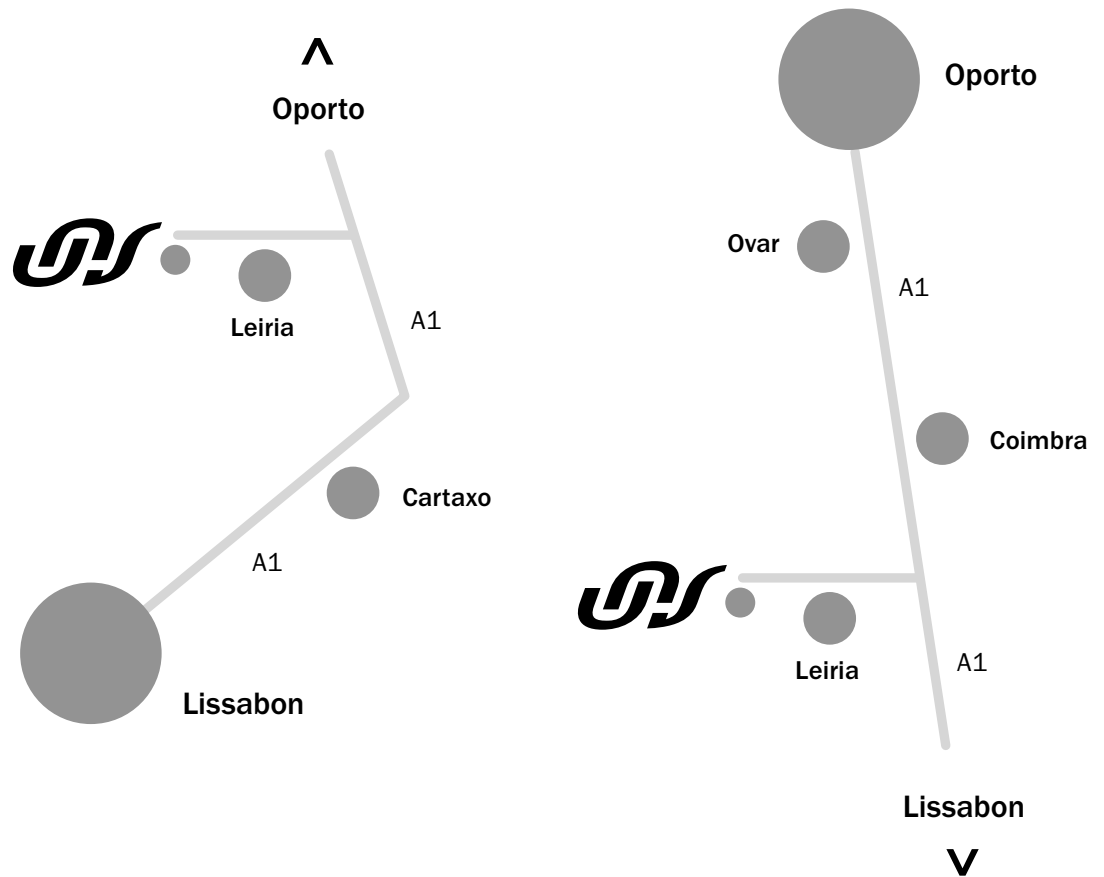 ^
Oporto
Leiria
A1
Cartaxo
A1
Lissabon
Oporto
Ovar
A1
Coimbra
Leiria
A1
Lissabon